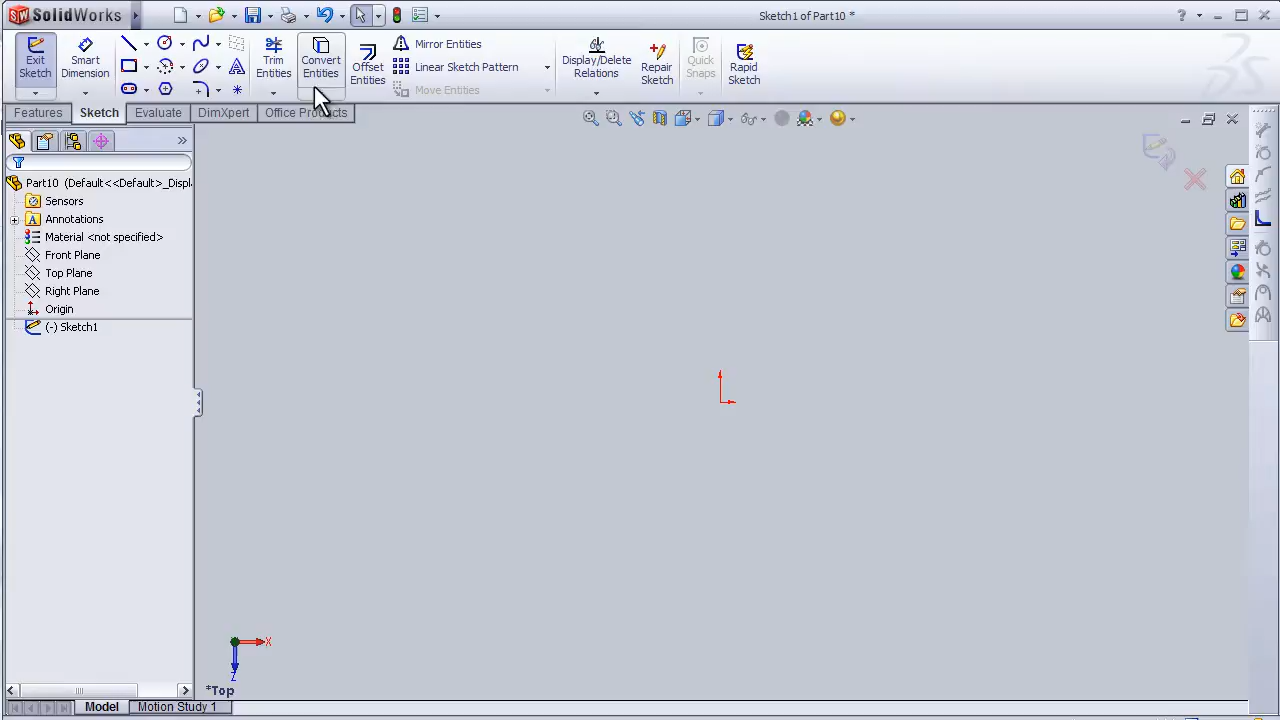 SolidWorks
Sketch1 of Part10 *
?
Exit Sketch
Smart Dimension
Trim Entities
Convert Entities
Offset Entities
Mirror Entities
Linear Sketch Pattern
Move Entities
Display/Delete Relations
Repair Sketch
Quick Snaps
Rapid Sketch
Features
Sketch
Evaluate
DimXpert
Office Products
Part10 (Default<<Default>_Displ
Sensors
A
Annotations
Material <not specified>
Front Plane
Top Plane
Right Plane
Origin
(-) Sketch1
X
Z
*Top
Model
Motion Study 1